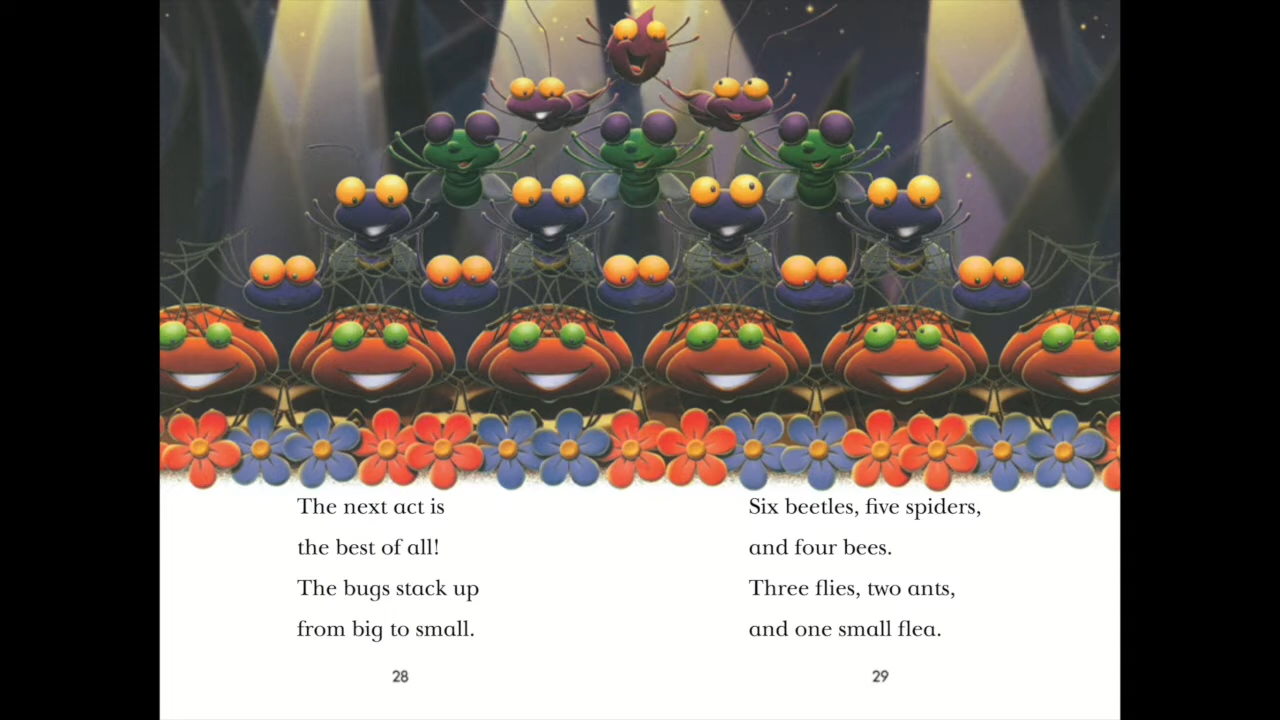 The next act is
the best of all!
The bugs stack up
from big to small.
28
Six beetles, five spiders,
and four bees.
Three flies, two ants,
and one small flea.
29